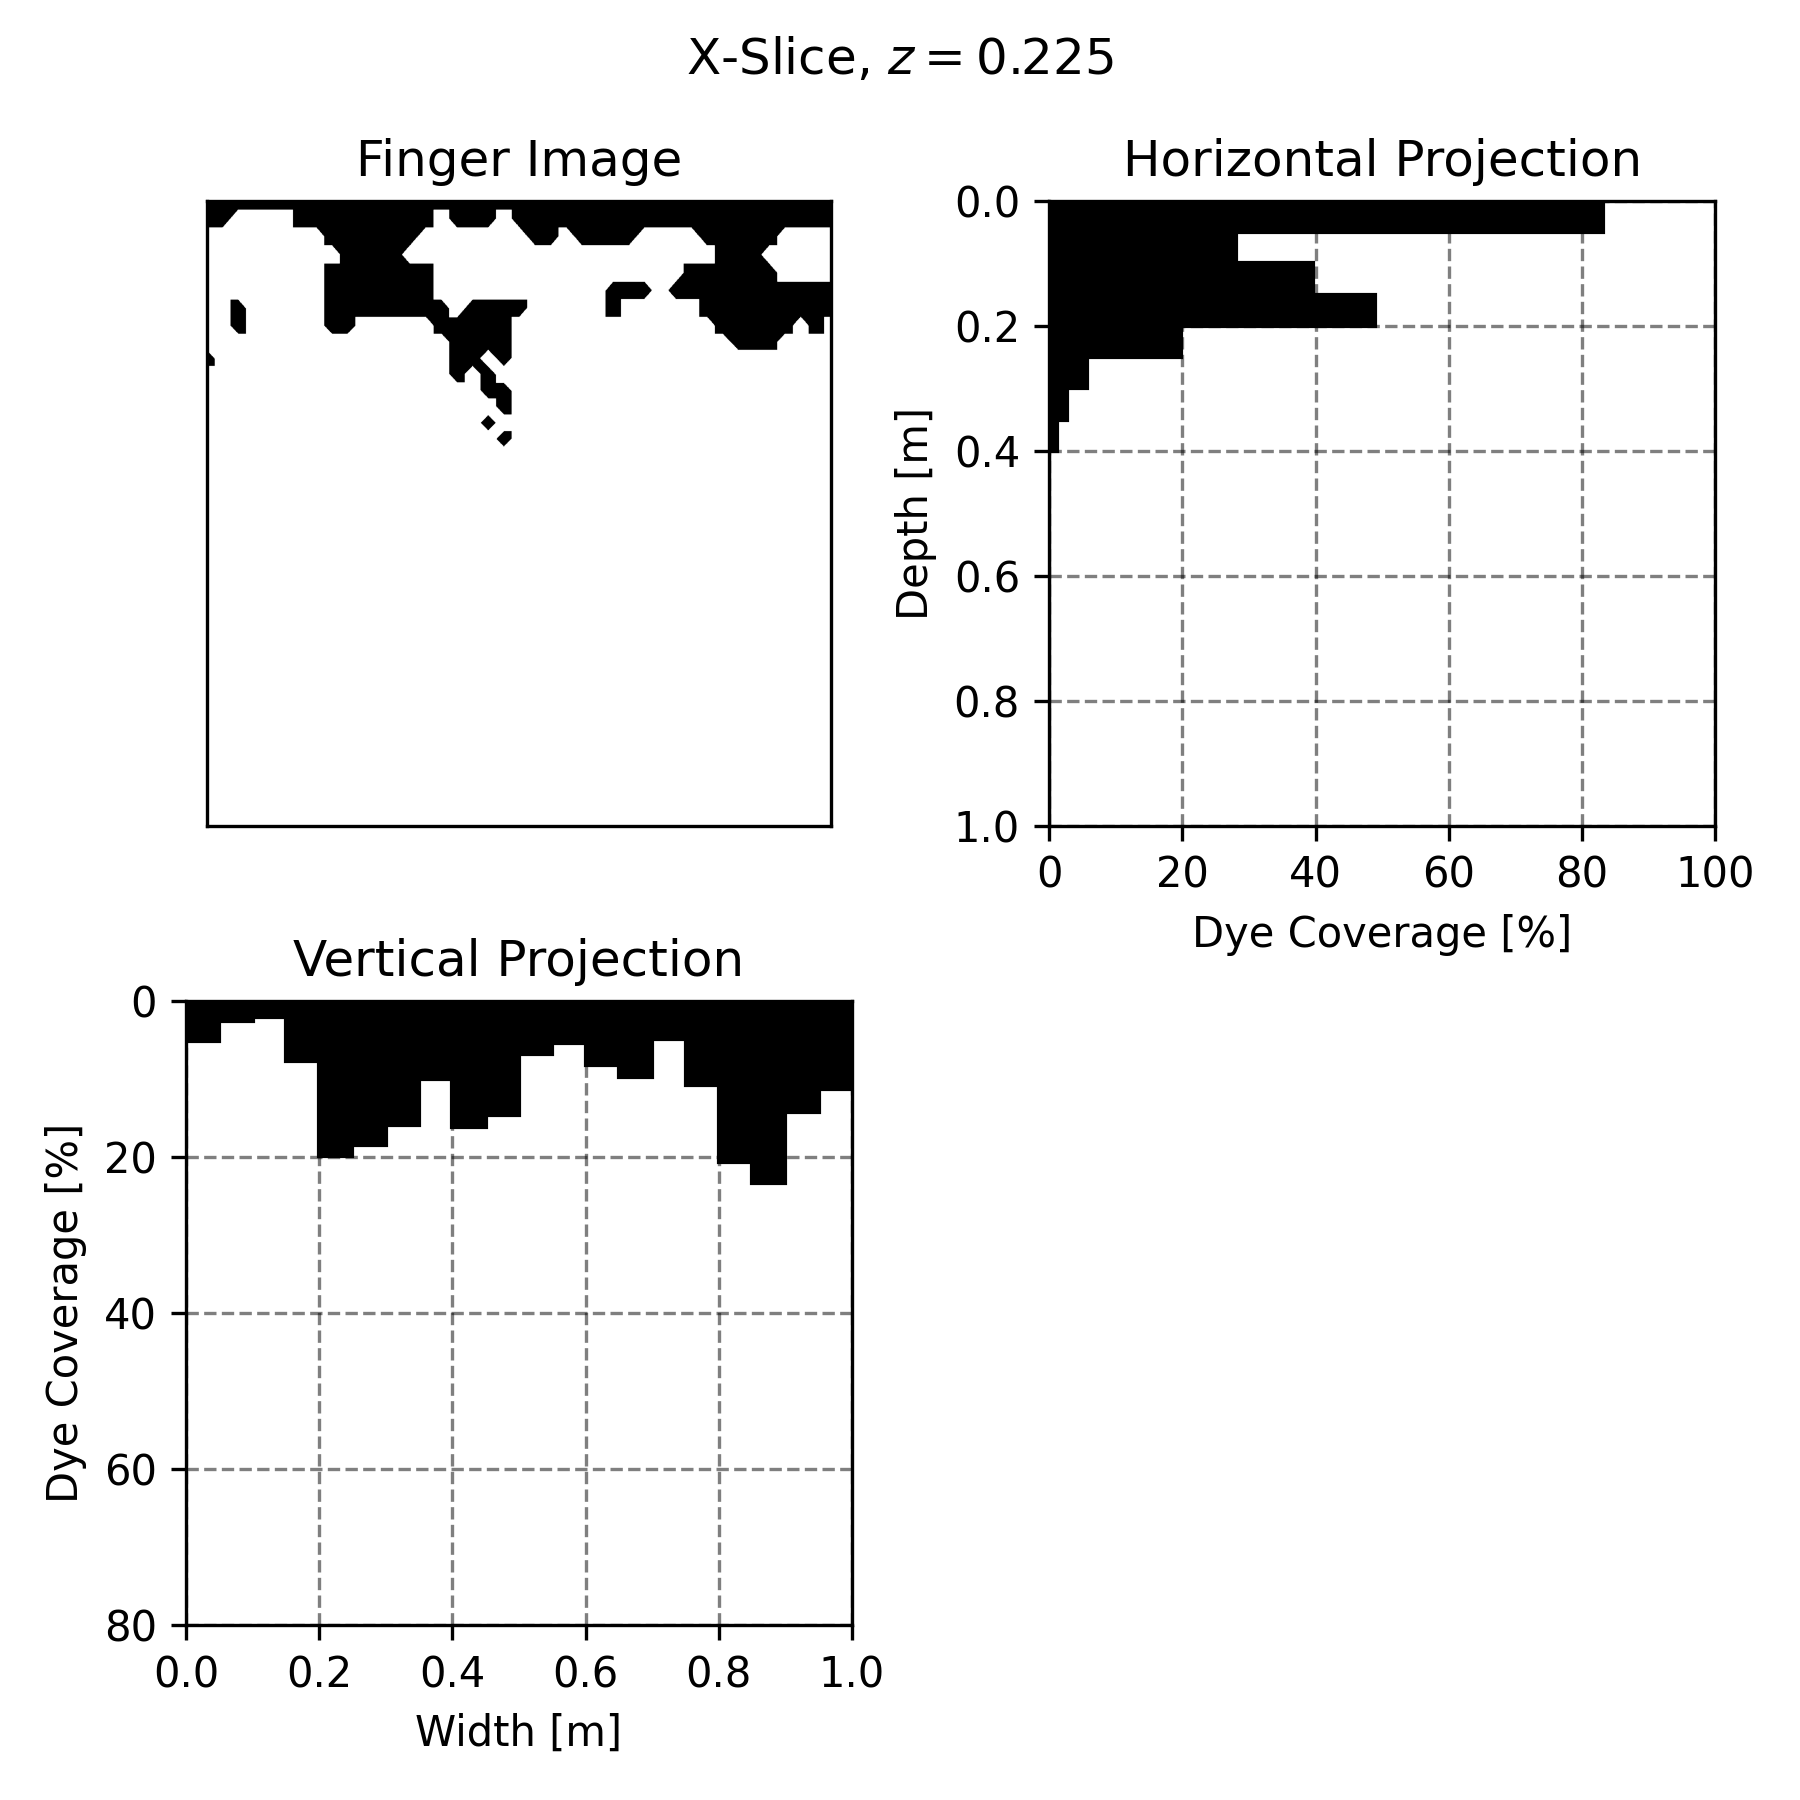 X-Slice, z = 0.225
Finger Image
Horizontal Projection
0.0
0.2
0.4
0.6
0.8
1.0
Depth [m]
0 20 40 60 80 100
Dye Coverage [%]
Vertical Projection
0
20
40
60
80
Dye Coverage [%]
0.0 0.2 0.4 0.6 0.8 1.0
Width [m]